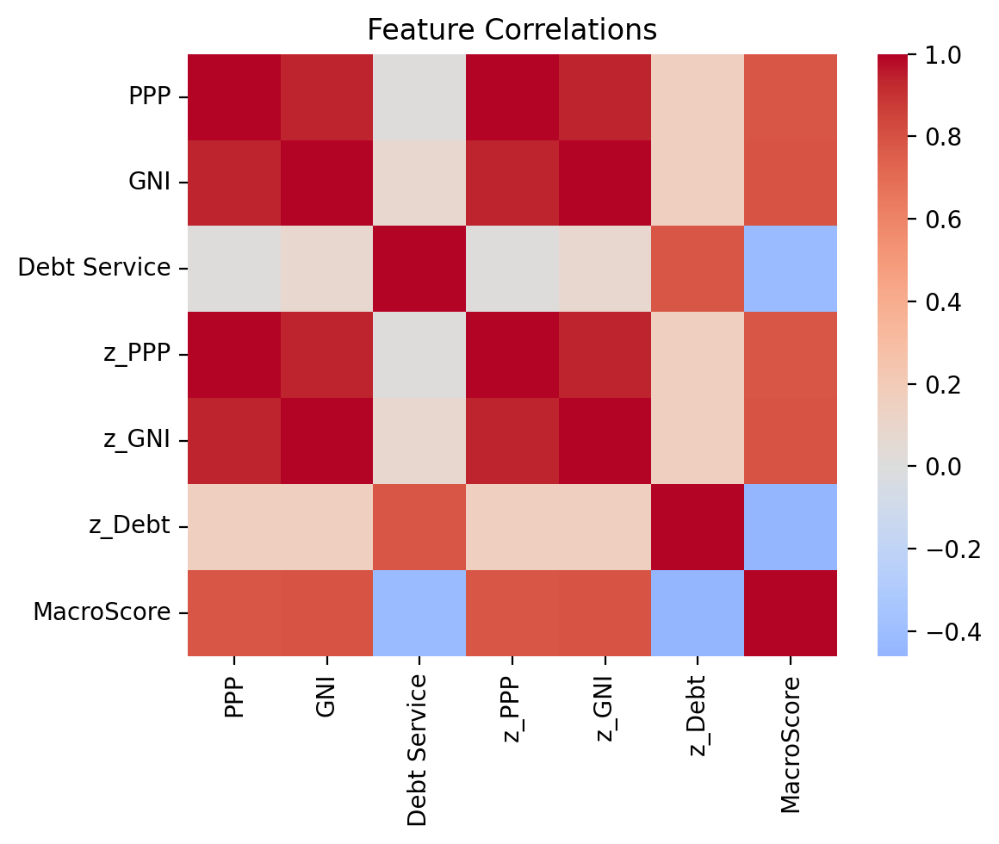 Feature Correlations
PPP
GNI
Debt Service
z_PPP
z_GNI
z_Debt
MacroScore
PPP
GNI
Debt Service
z_PPP
z_GNI
z_Debt
MacroScore
1.0
0.8
0.6
0.4
0.2
0.0
−0.2
−0.4